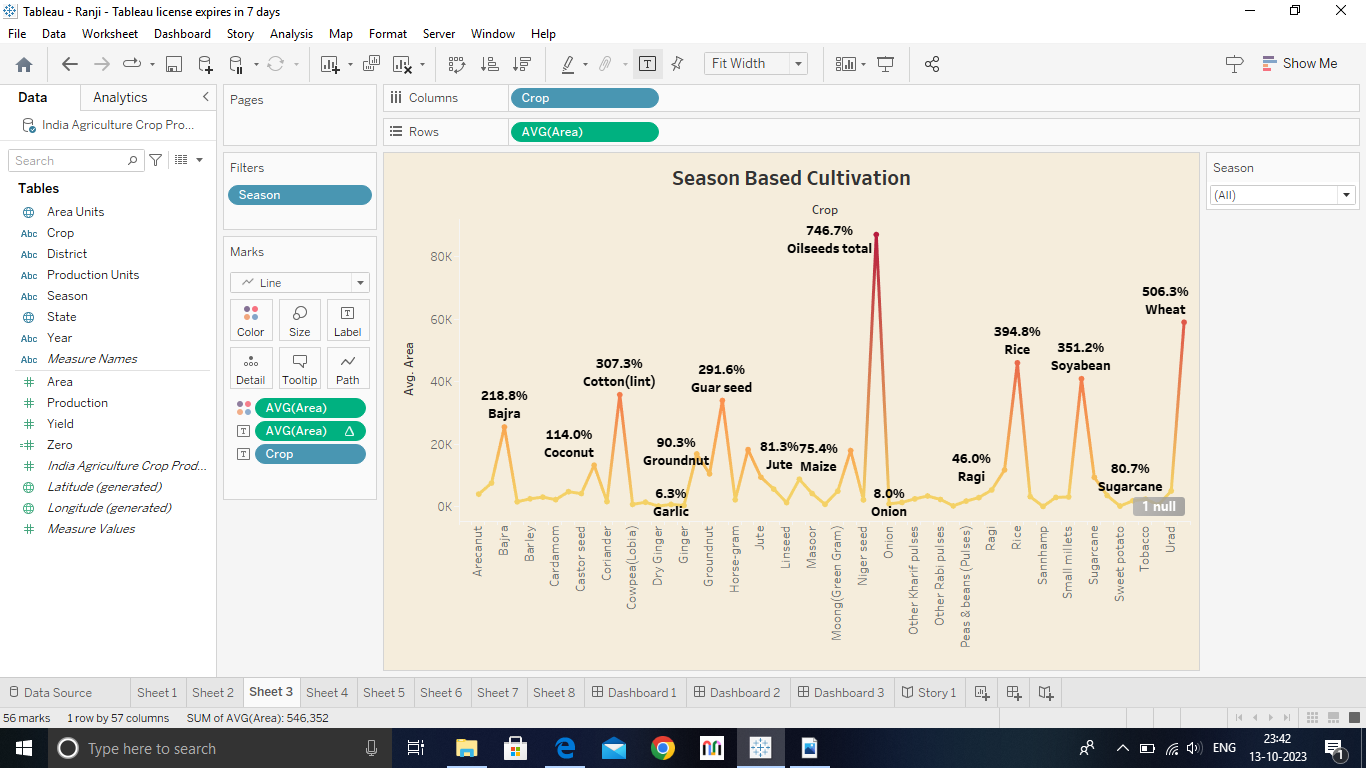 Tableau - Ranji - Tableau license expires in 7 days
File Data Worksheet Dashboard Story Analysis Map Format Server Window Help
Fit Width
Show Me
Data Analytics
India Agriculture Crop Pro...
Search
Tables
Area Units
Abc Crop
Abc District
Abc Production Units
Abc Season
State
Abc Year
Abc Measure Names
Area
Production
Yield
Zero
India Agriculture Crop Prod...
Latitude (generated)
Longitude (generated)
Measure Values
Pages
Filters
Season
Marks
Line
Color Size Label
Detail Tooltip Path
AVG(Area)
AVG(Area)
Crop
Columns Crop
Rows AVG(Area)
Season Based Cultivation
Crop
Avg. Area
80K
60K
40K
20K
0K
746.7%
Oilseeds total
506.3%
Wheat
394.8%
Rice
351.2%
Soyabean
307.3%
Cotton(lint)
291.6%
Guar seed
218.8%
Bajra
114.0%
Coconut
90.3%
Groundnut
81.3%
Jute
75.4%
Maize
46.0%
Ragi
80.7%
Sugarcane
6.3%
Garlic
8.0%
Onion
1 null
Arecanut
Bajra
Barley
Cardamom
Castor seed
Coriander
Cowpea(Lobia)
Dry Ginger
Ginger
Groundnut
Horse-gram
Jute
Linseed
Masoor
Moong(Green Gram)
Niger seed
Onion
Other Kharif pulses
Other Rabi pulses
Peas & beans (Pulses)
Ragi
Rice
Sannhamp
Small millets
Sugarcane
Sweet potato
Tobacco
Urad
Season
(All)
Data Source Sheet 1 Sheet 2 Sheet 3 Sheet 4 Sheet 5 Sheet 6 Sheet 7 Sheet 8 Dashboard 1 Dashboard 2 Dashboard 3 Story 1
56 marks 1 row by 57 columns SUM of AVG(Area): 546,352
Type here to search
ENG
23:42
13-10-2023
1